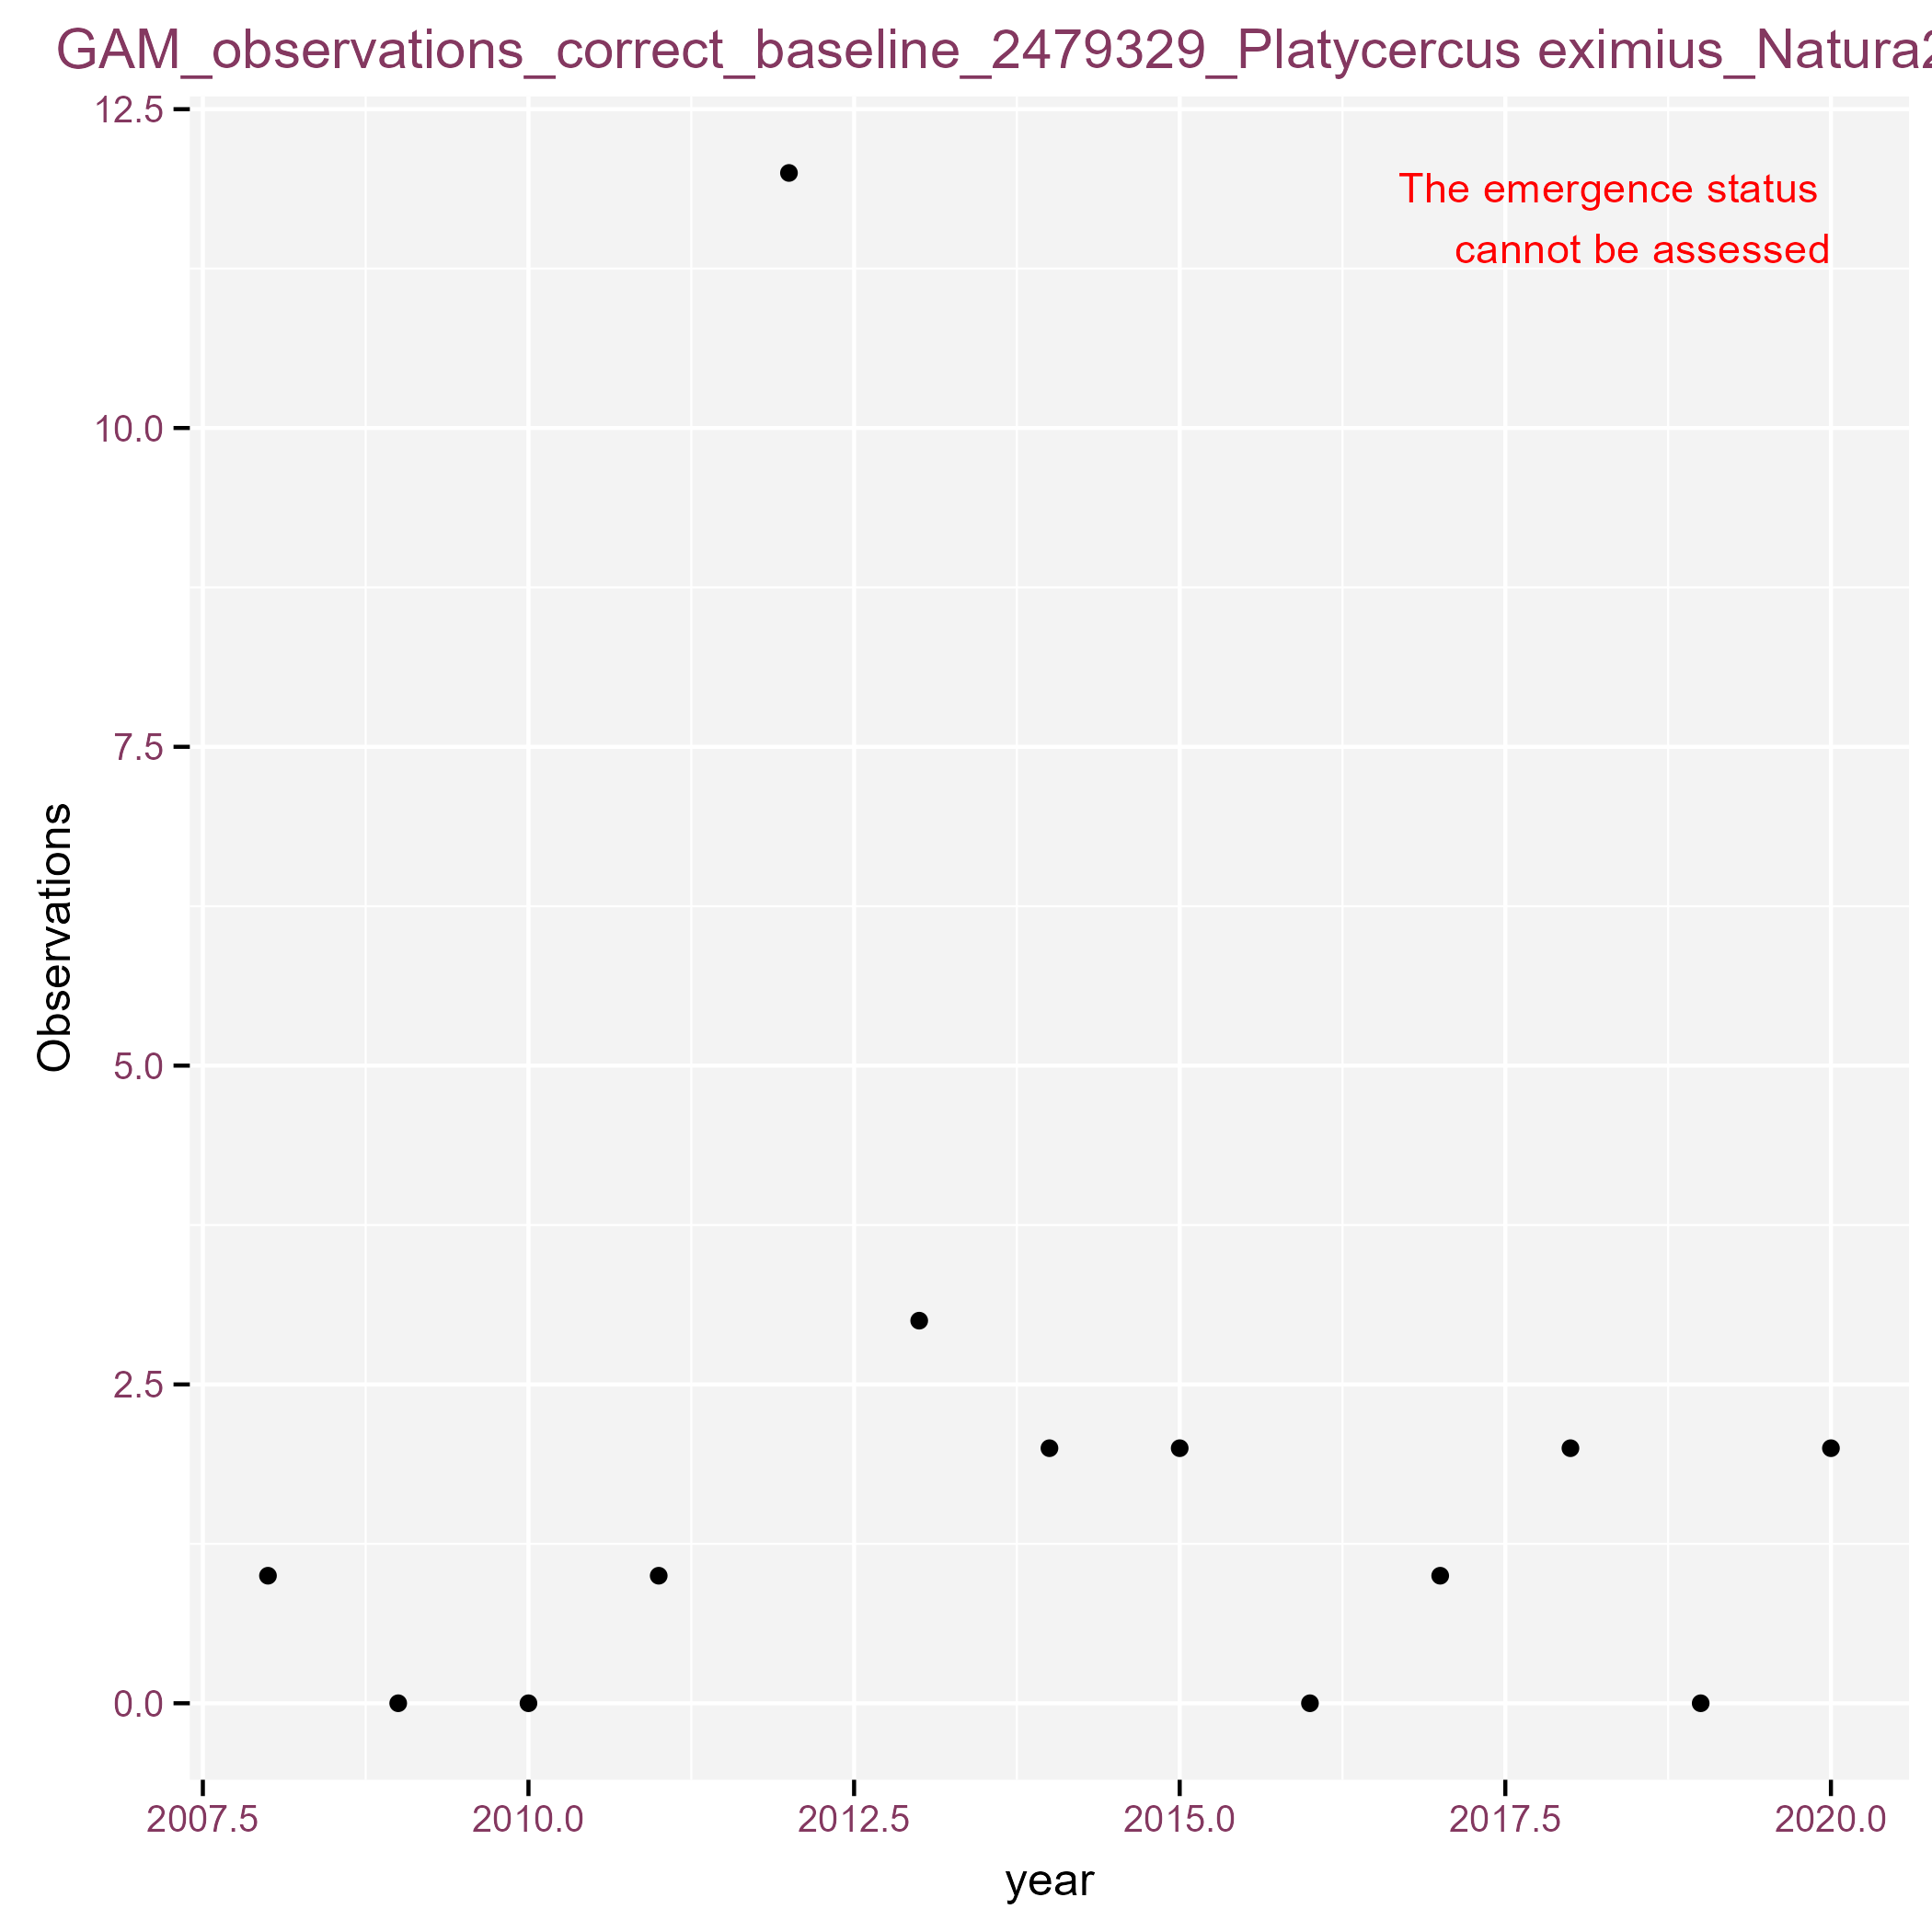 GAM_observations_correct_baseline_2479329_Platycercus eximius_Natura2
12.5
The emergence status
cannot be assessed
10.0
7.5
5.0
2.5
0.0
Observations
2007.5 2010.0 2012.5 2015.0 2017.5 2020.0
year